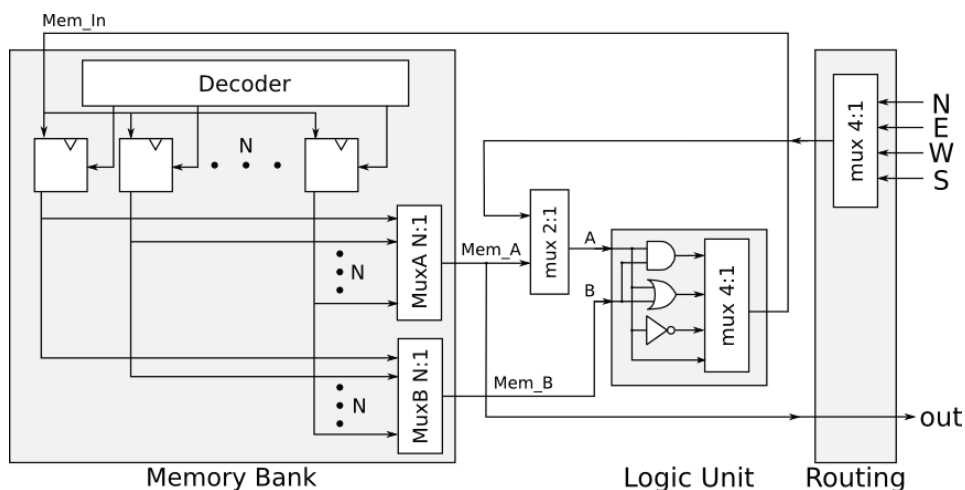 Mem_In
Decoder
N
MuxA N:1
N
Mem_A
MuxB N:1
N
Mem_B
mux 2:1
A
B
mux 4:1
mux 4:1
N
E
W
S
out
Memory Bank
Logic Unit
Routing